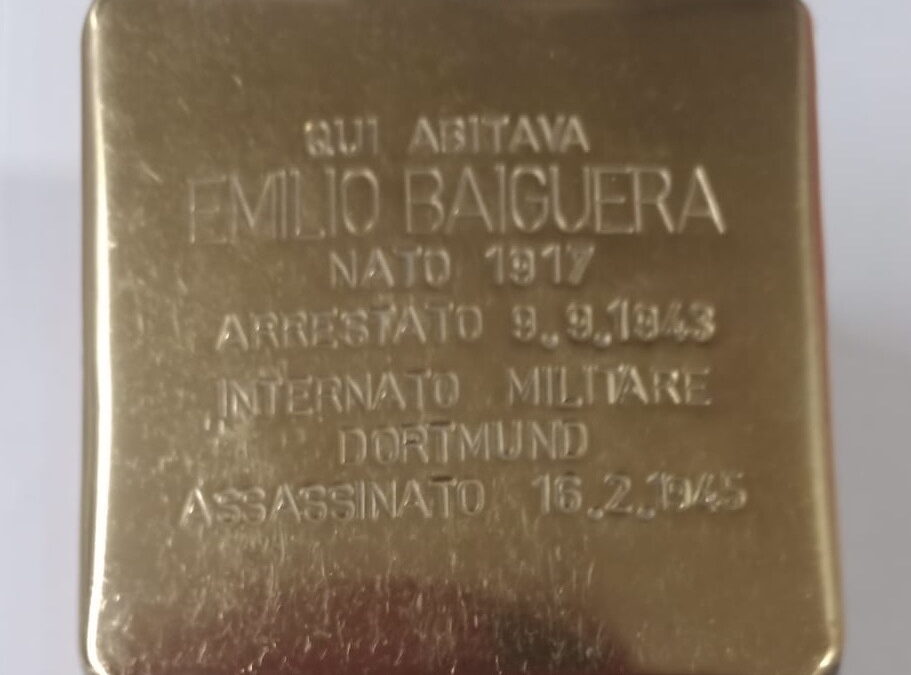 QUI ABITAVA
EMILIO BAIGUERA
NATO 1917
ARRESTATO 9.9.1943
INTERNATO MILITARE
DORTMUND
ASSASSINATO 16.2.1945